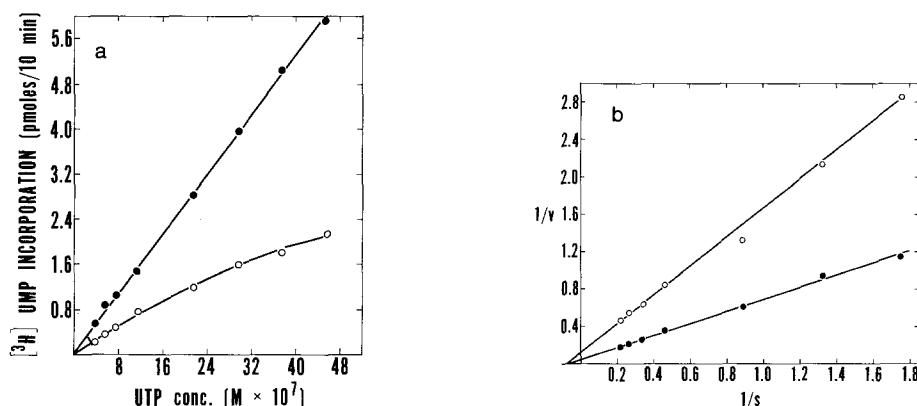 a
5.6
4.8
4.0
3.2
2.4
1.6
0.8
[³H] UMP INCORPORATION (pmoles/10 min)
8 16 24 32 40 48
UTP conc. (M × 10⁷)
b
2.8
2.4
2.0
1.6
1.2
0.8
0.4
1/v
0.2 0.4 0.6 0.8 1.0 1.2 1.4 1.6 1.8
1/s